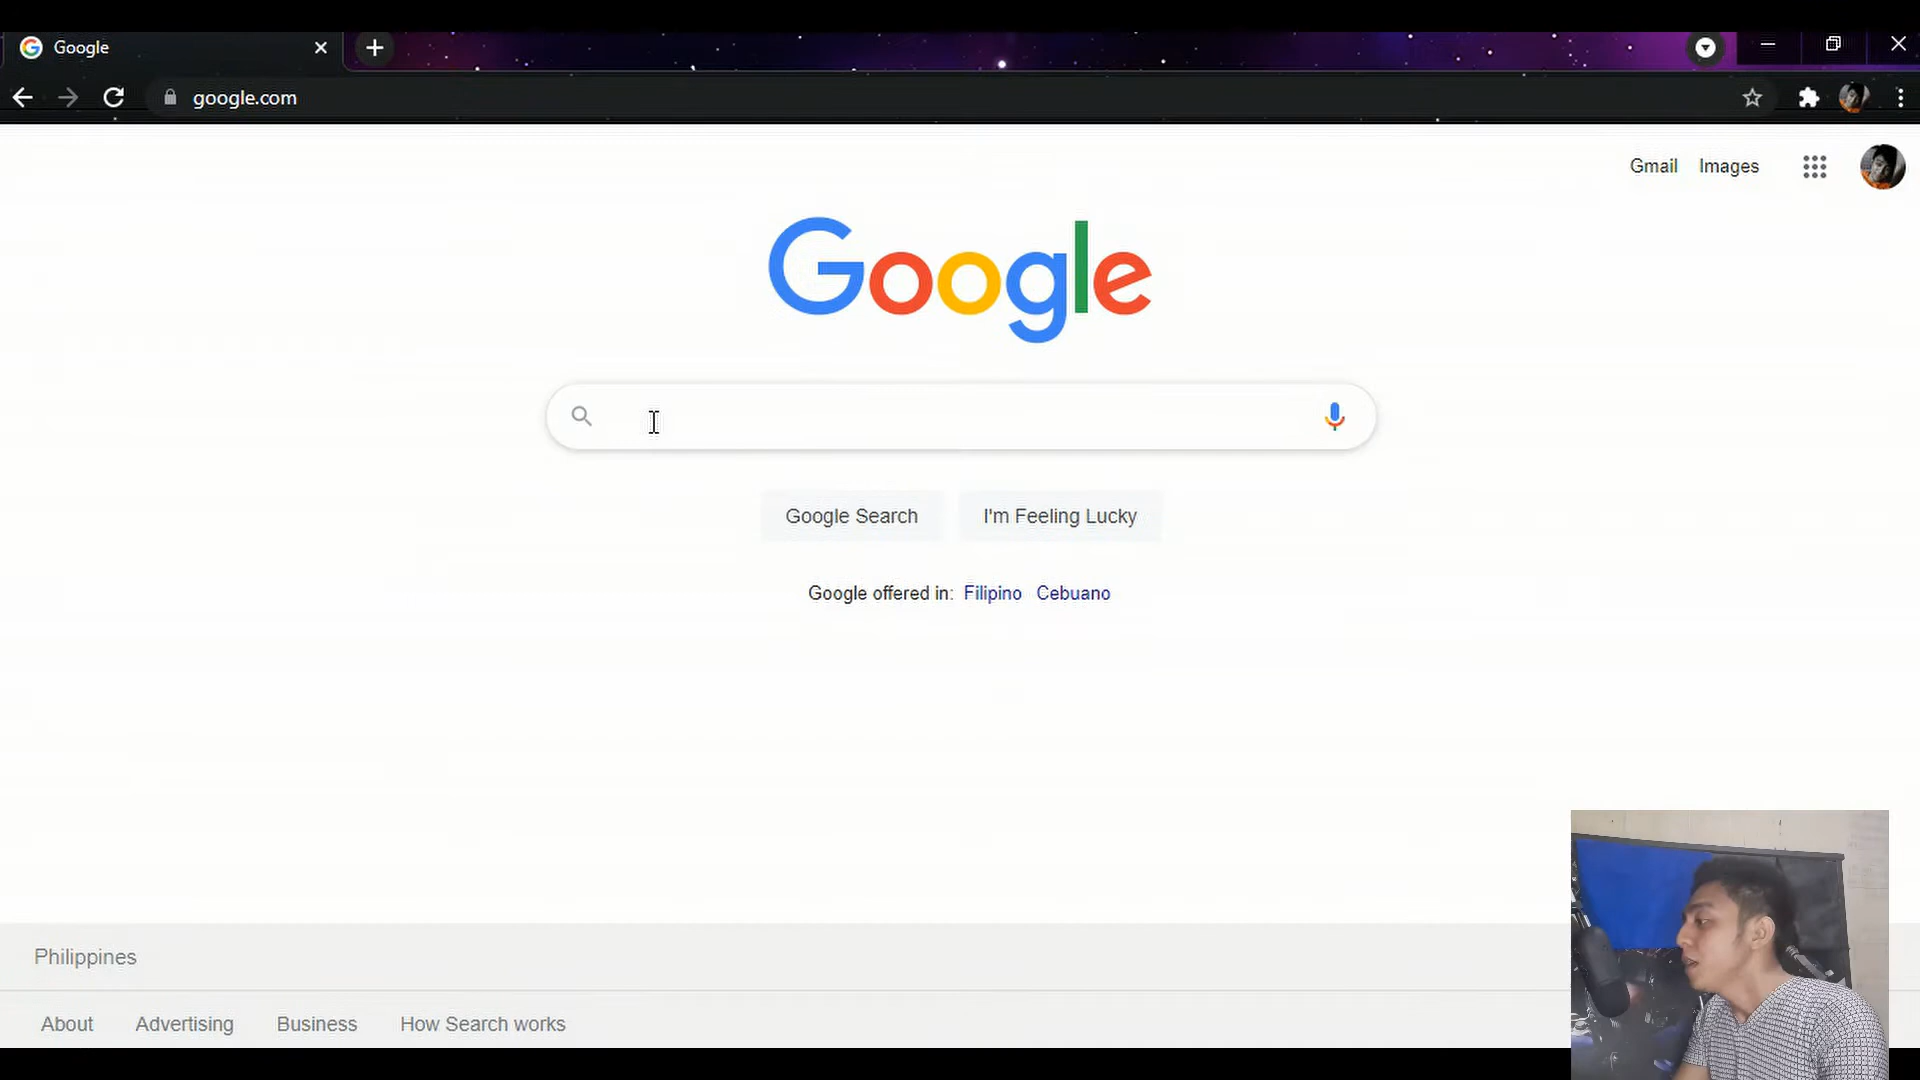 Google
google.com
Gmail Images
Google
Google Search I'm Feeling Lucky
Google offered in: Filipino Cebuano
Philippines
About Advertising Business How Search works